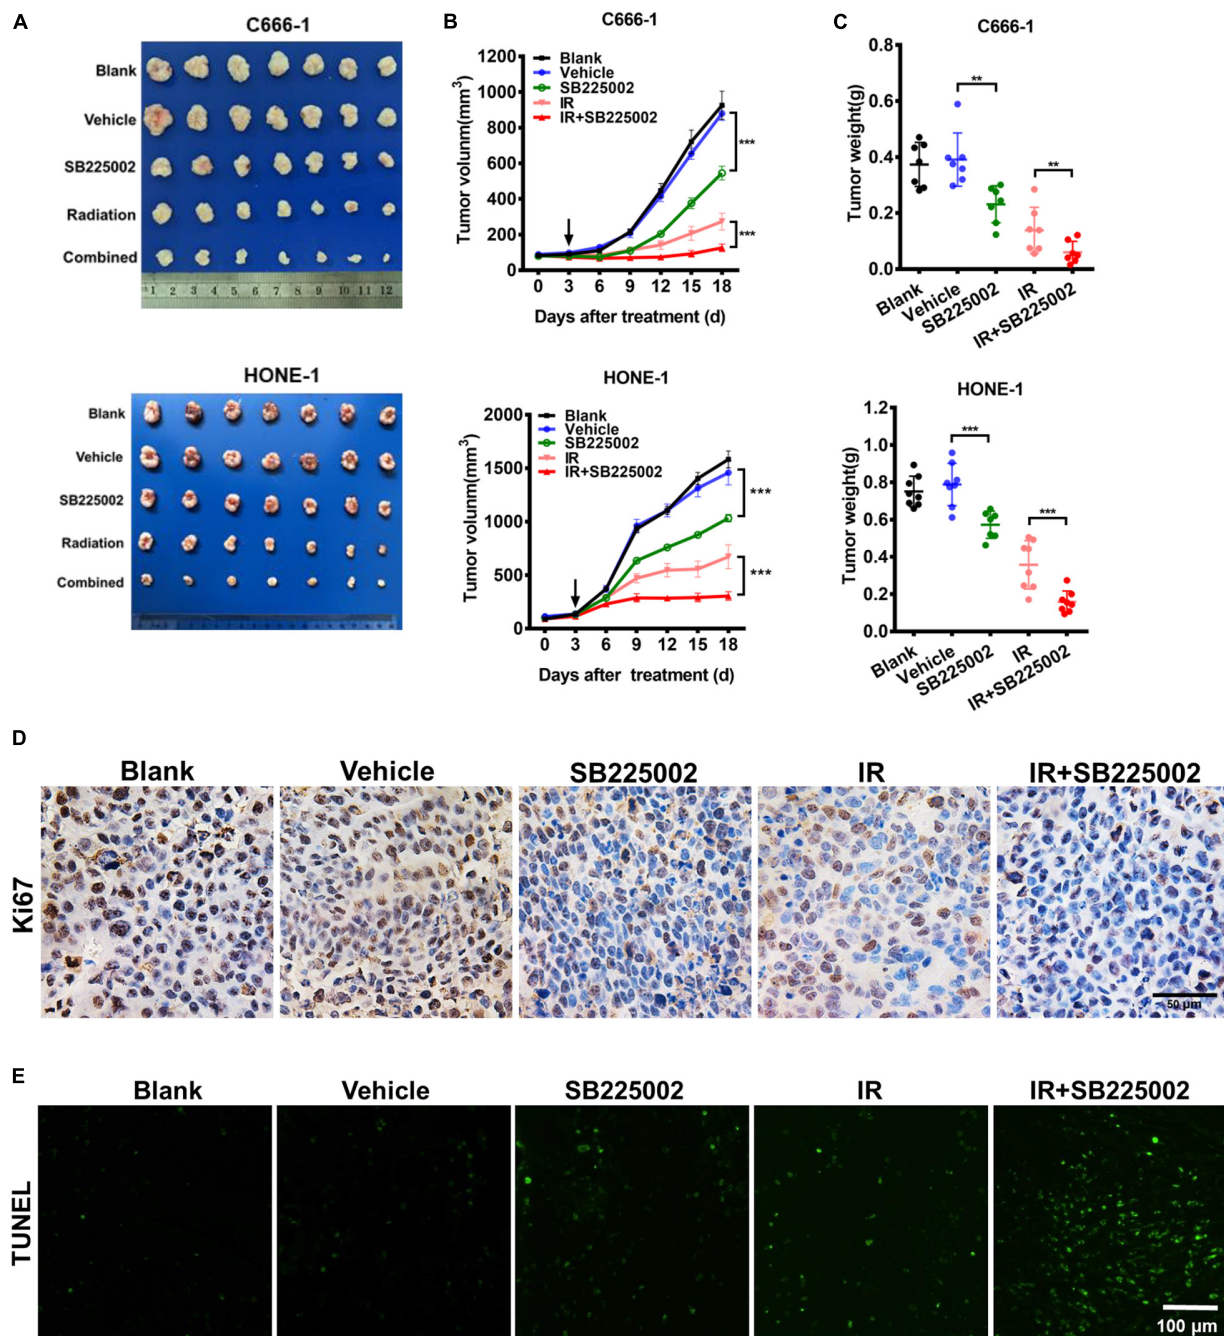 A
C666-1
Blank
Vehicle
SB225002
Radiation
Combined
1 2 3 4 5 6 7 8 9 10 11 12
HONE-1
Blank
Vehicle
SB225002
Radiation
Combined
B
C666-1
Tumor volunm(mm³)
1200
1000
800
600
400
200
0
Blank
Vehicle
SB225002
IR
IR+SB225002
***
***
0 3 6 9 12 15 18
Days after treatment (d)
HONE-1
Tumor volunm(mm³)
2000
1500
1000
500
0
Blank
Vehicle
SB225002
IR
IR+SB225002
***
***
0 3 6 9 12 15 18
Days after treatment (d)
C
C666-1
Tumor weight(g)
0.8
0.6
0.4
0.2
0.0
**
**
Blank
Vehicle
SB225002
IR
IR+SB225002
HONE-1
Tumor weight(g)
1.2
1.0
0.8
0.6
0.4
0.2
0.0
***
***
Blank
Vehicle
SB225002
IR
IR+SB225002
D
Blank Vehicle SB225002 IR IR+SB225002
Ki67
50 μm
E
Blank Vehicle SB225002 IR IR+SB225002
TUNEL
100 μm